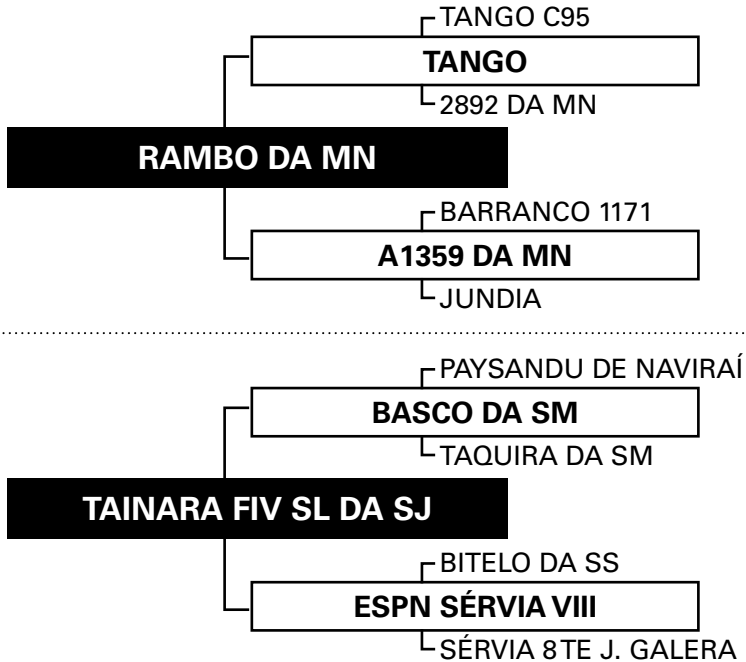 TANGO C95
TANGO
2892 DA MN
RAMBO DA MN
BARRANCO 1171
A1359 DA MN
JUNDIA
PAYSANDU DE NAVIRAÍ
BASCO DA SM
TAQUIRA DA SM
TAINARA FIV SL DA SJ
BITELO DA SS
ESPN SÉRVIA VIII
SÉRVIA 8 TE J. GALERA